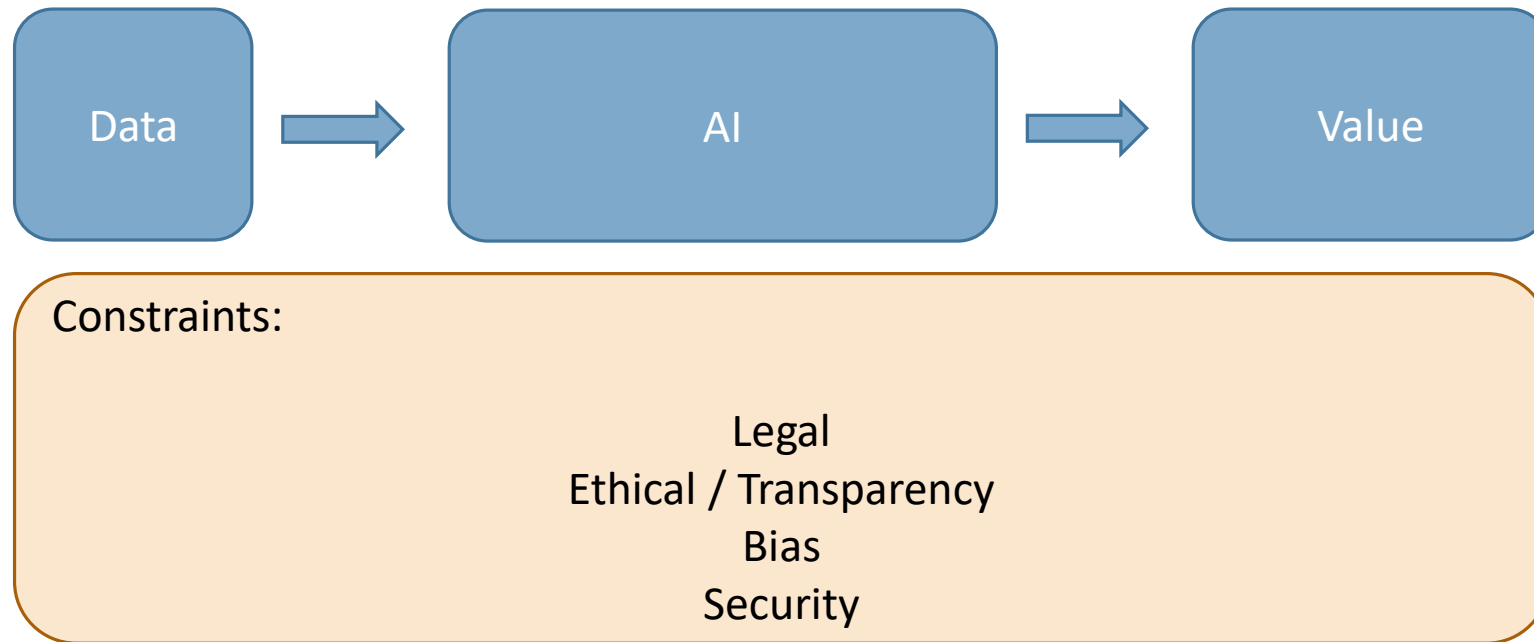 Data
AI
Value
Constraints:
Legal
Ethical / Transparency
Bias
Security